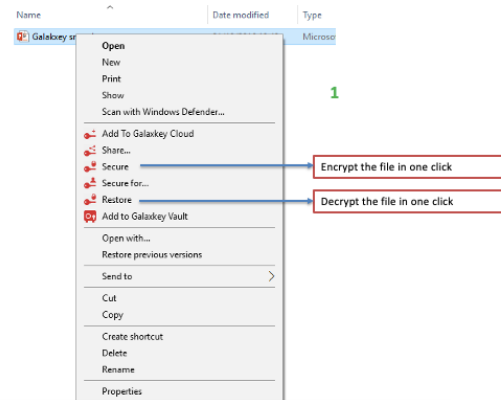 Name Date modified Type
Galaxkey Microso
Open
New
Print
Show
1
Scan with Windows Defender...
Add To Galaxkey Cloud
Share...
Secure Encrypt the file in one click
Secure for...
Restore Decrypt the file in one click
Add to Galaxkey Vault
Open with...
Restore previous versions
Send to
Cut
Copy
Create shortcut
Delete
Rename
Properties